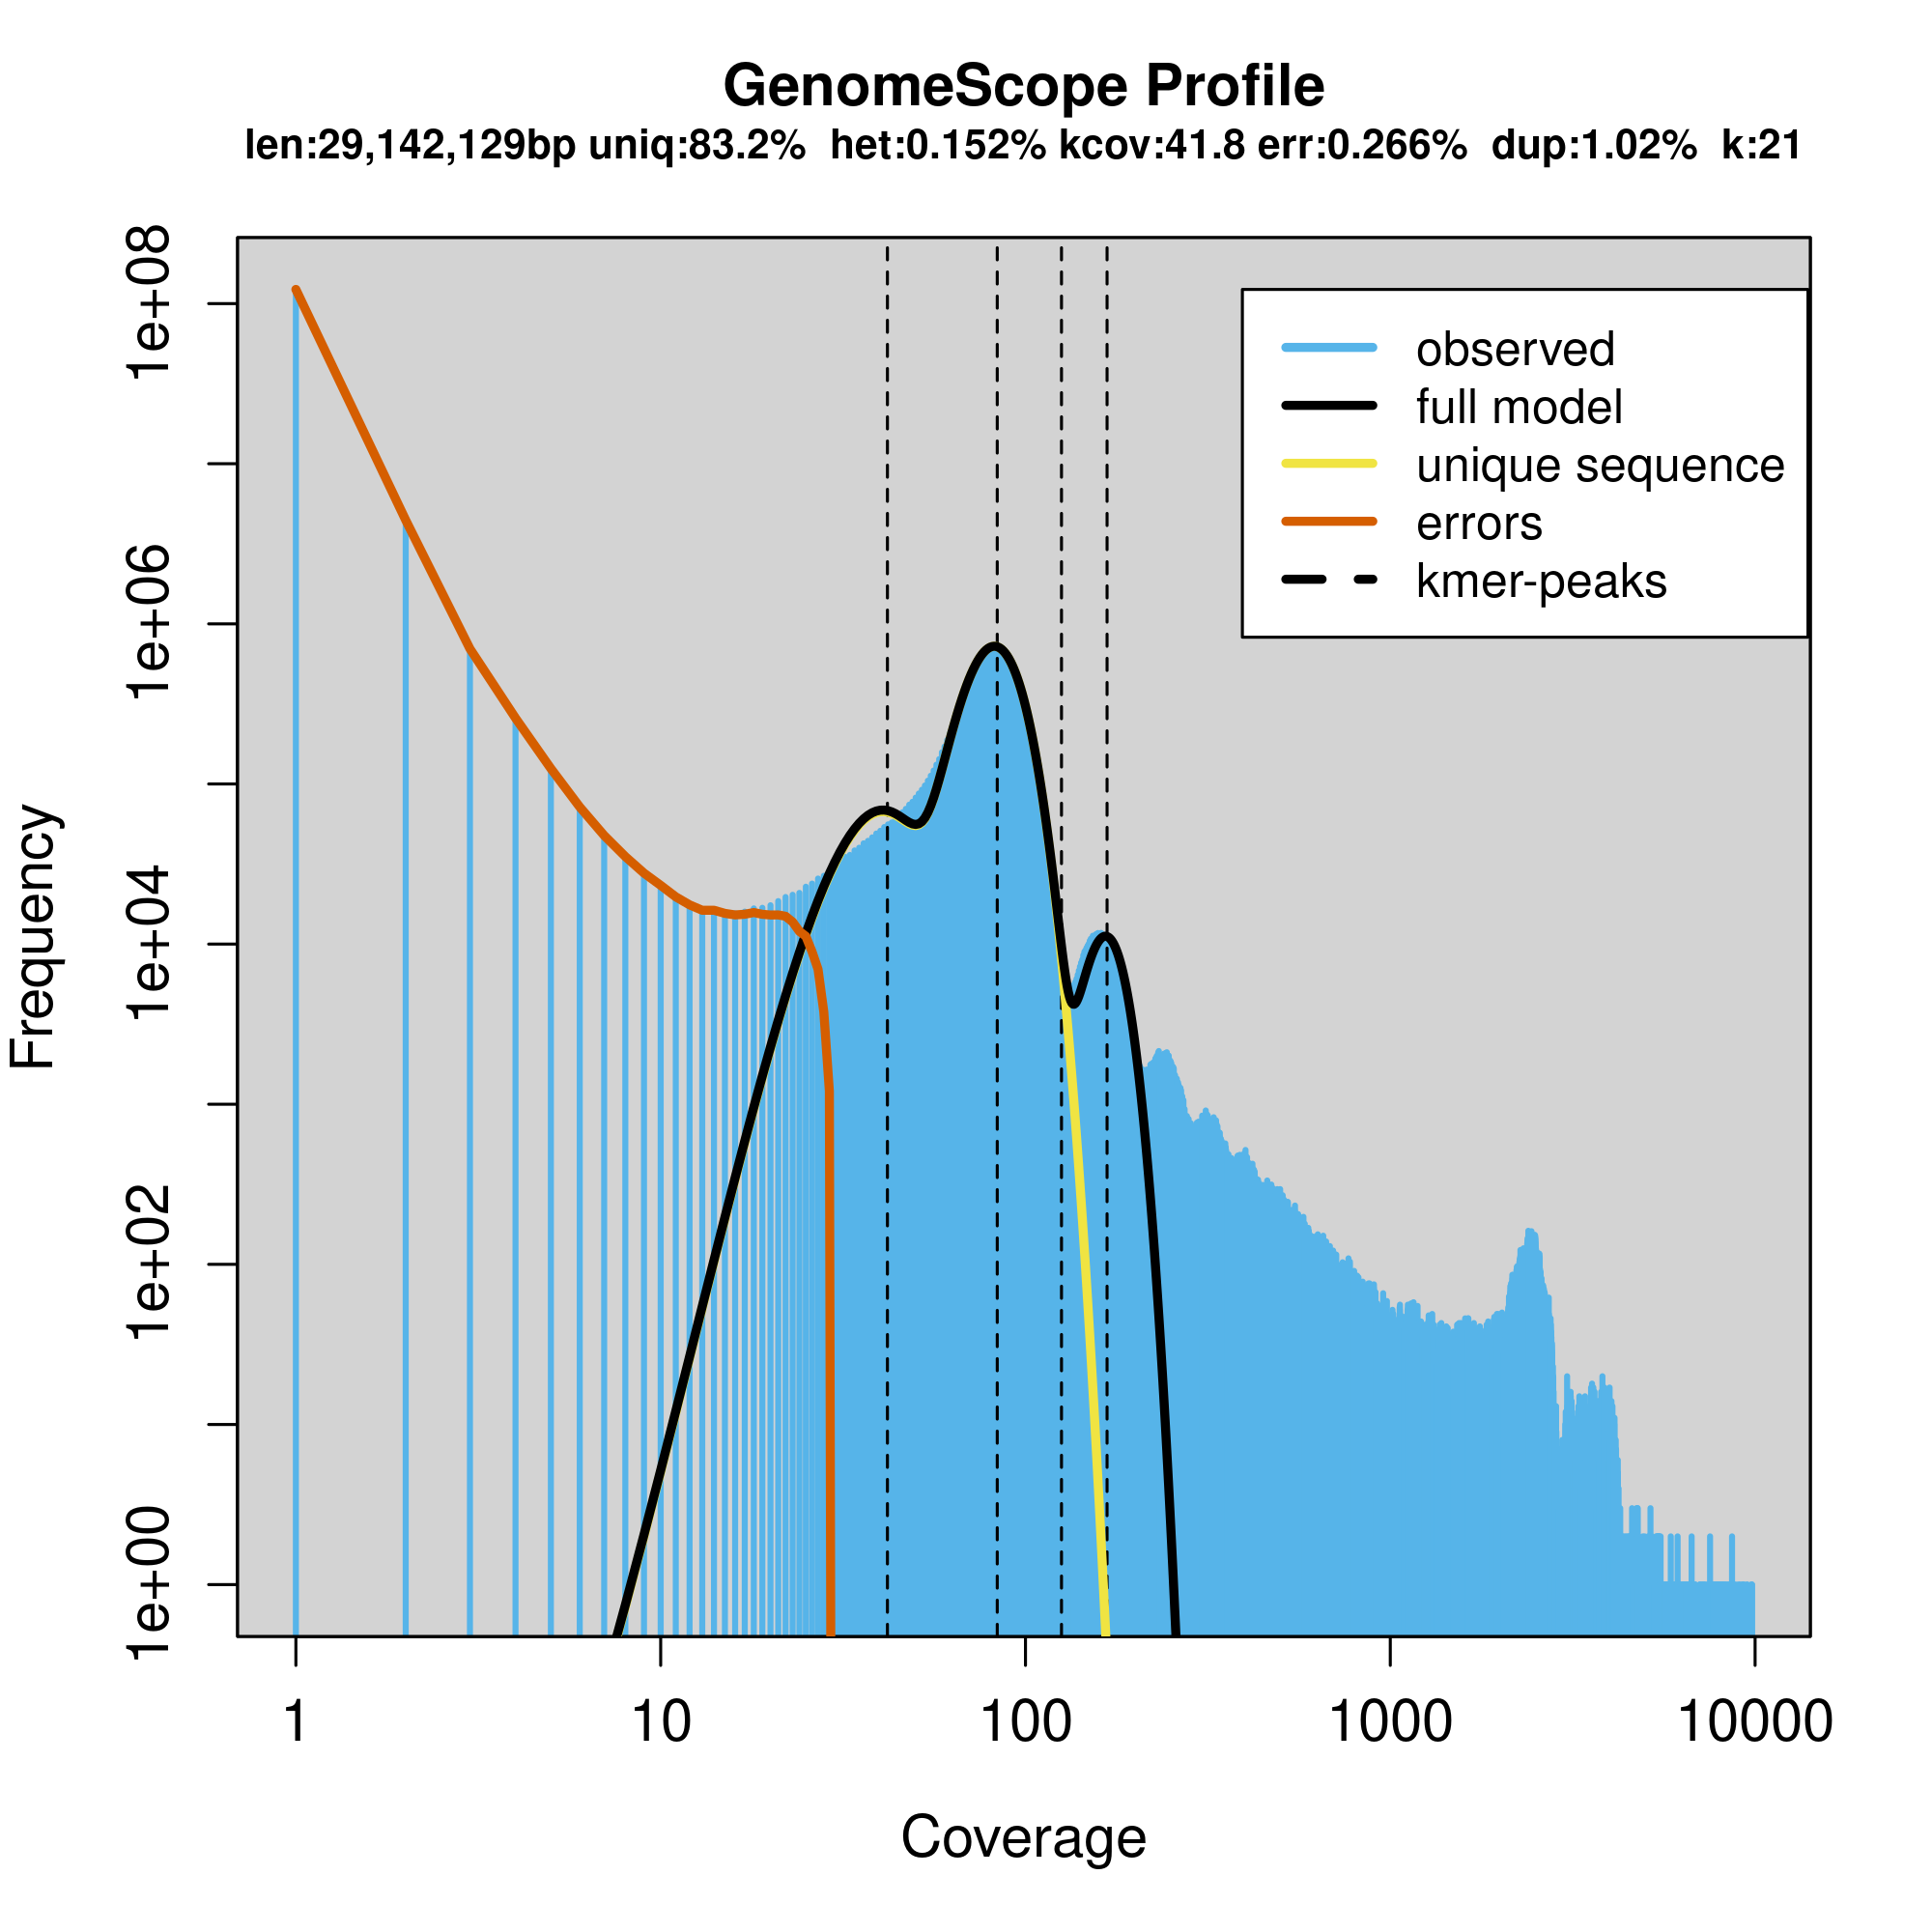 GenomeScope Profile
len:29,142,129bp uniq:83.2% het:0.152% kcov:41.8 err:0.266% dup:1.02% k:21
1e+08
1e+06
1e+04
1e+02
1e+00
Frequency
observed
full model
unique sequence
errors
kmer-peaks
1 10 100 1000 10000
Coverage